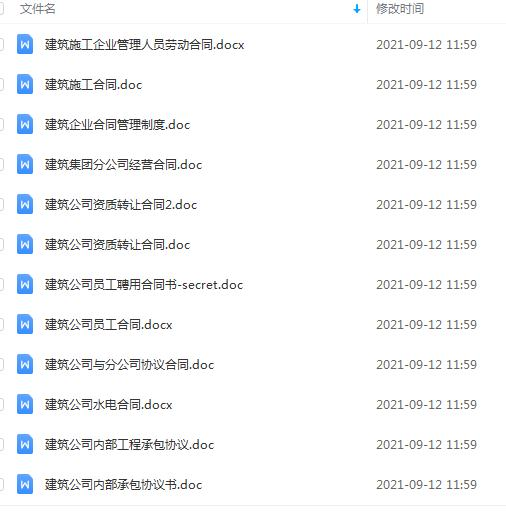 文件名 修改时间
建筑施工企业管理人员劳动合同.docx 2021-09-12 11:59
建筑施工合同.doc 2021-09-12 11:59
建筑企业合同管理制度.doc 2021-09-12 11:59
建筑集团分公司经营合同.doc 2021-09-12 11:59
建筑公司资质转让合同2.doc 2021-09-12 11:59
建筑公司资质转让合同.doc 2021-09-12 11:59
建筑公司员工聘用合同书-secret.doc 2021-09-12 11:59
建筑公司员工合同.docx 2021-09-12 11:59
建筑公司与分公司协议合同.doc 2021-09-12 11:59
建筑公司水电合同.docx 2021-09-12 11:59
建筑公司内部工程承包协议.doc 2021-09-12 11:59
建筑公司内部承包协议书.doc 2021-09-12 11:59